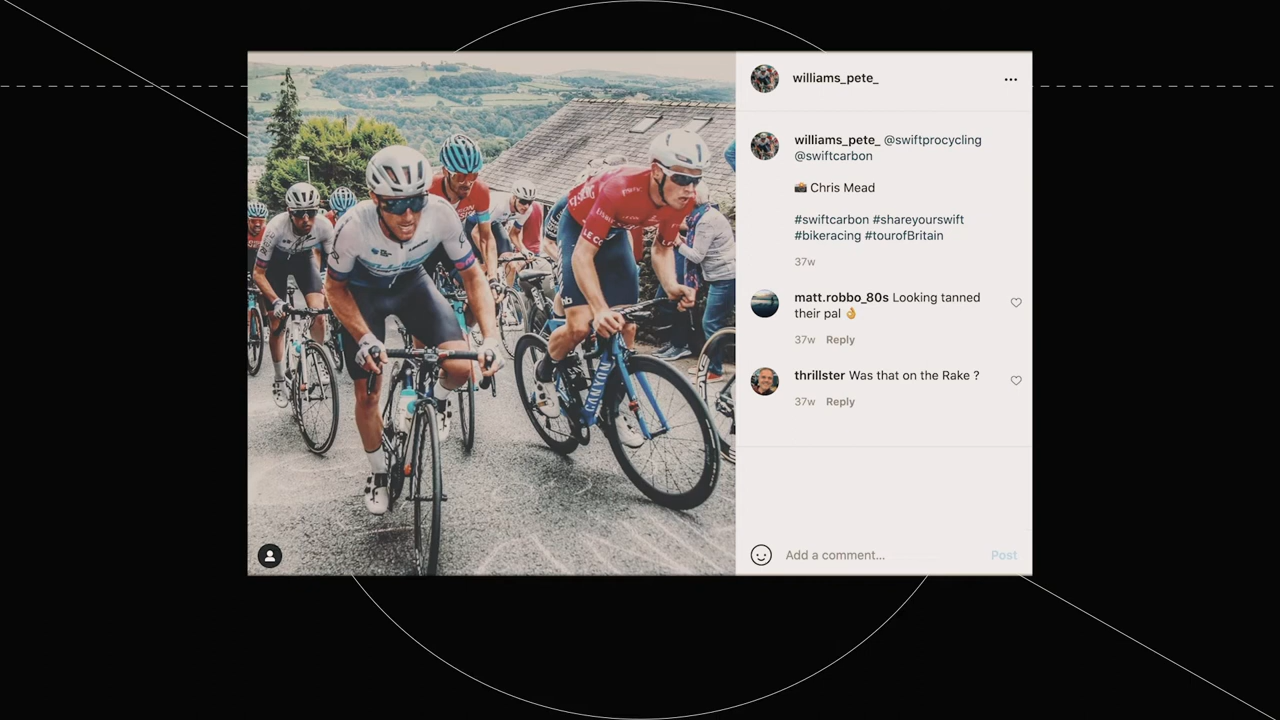 williams_pete_
williams_pete_ @swiftprocycling
@swiftcarbon
📸 Chris Mead
#swiftcarbon #shareyourswift
#bikeracing #tourofBritain
37w
matt.robbo_80s Looking tanned
their pal 👌
37w Reply
thrillster Was that on the Rake ?
37w Reply
Add a comment... Post
CANYON